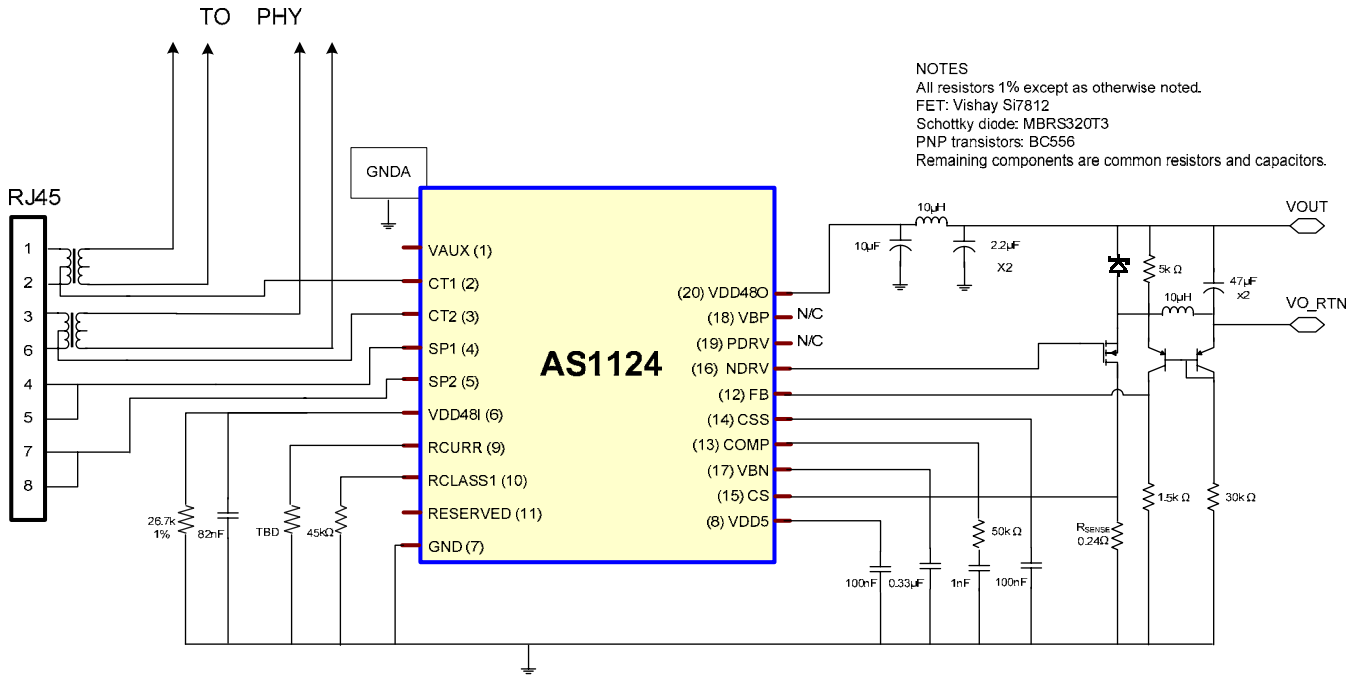 TO PHY
NOTES
All resistors 1% except as otherwise noted.
FET: Vishay Si7812
Schottky diode: MBRS320T3
PNP transistors: BC556
Remaining components are common resistors and capacitors.
GNDA
RJ45
1
2
3
6
4
5
7
8
AS1124
VAUX (1)
CT1 (2)
CT2 (3)
SP1 (4)
SP2 (5)
VDD48I (6)
RCURR (9)
RCLASS1 (10)
RESERVED (11)
GND (7)
(20) VDD48O
(18) VBP
N/C
(19) PDRV
N/C
(16) NDRV
(12) FB
(14) CSS
(13) COMP
(17) VBN
(15) CS
(8) VDD5
26.7k
1%
82nF
TBD
45kΩ
10µF
10µH
2.2µF
X2
5k Ω
10µH
47µF
x2
VOUT
VO_RTN
100nF
0.33µF
50k Ω
1nF
100nF
RSENSE
0.24Ω
1.5k Ω
30k Ω